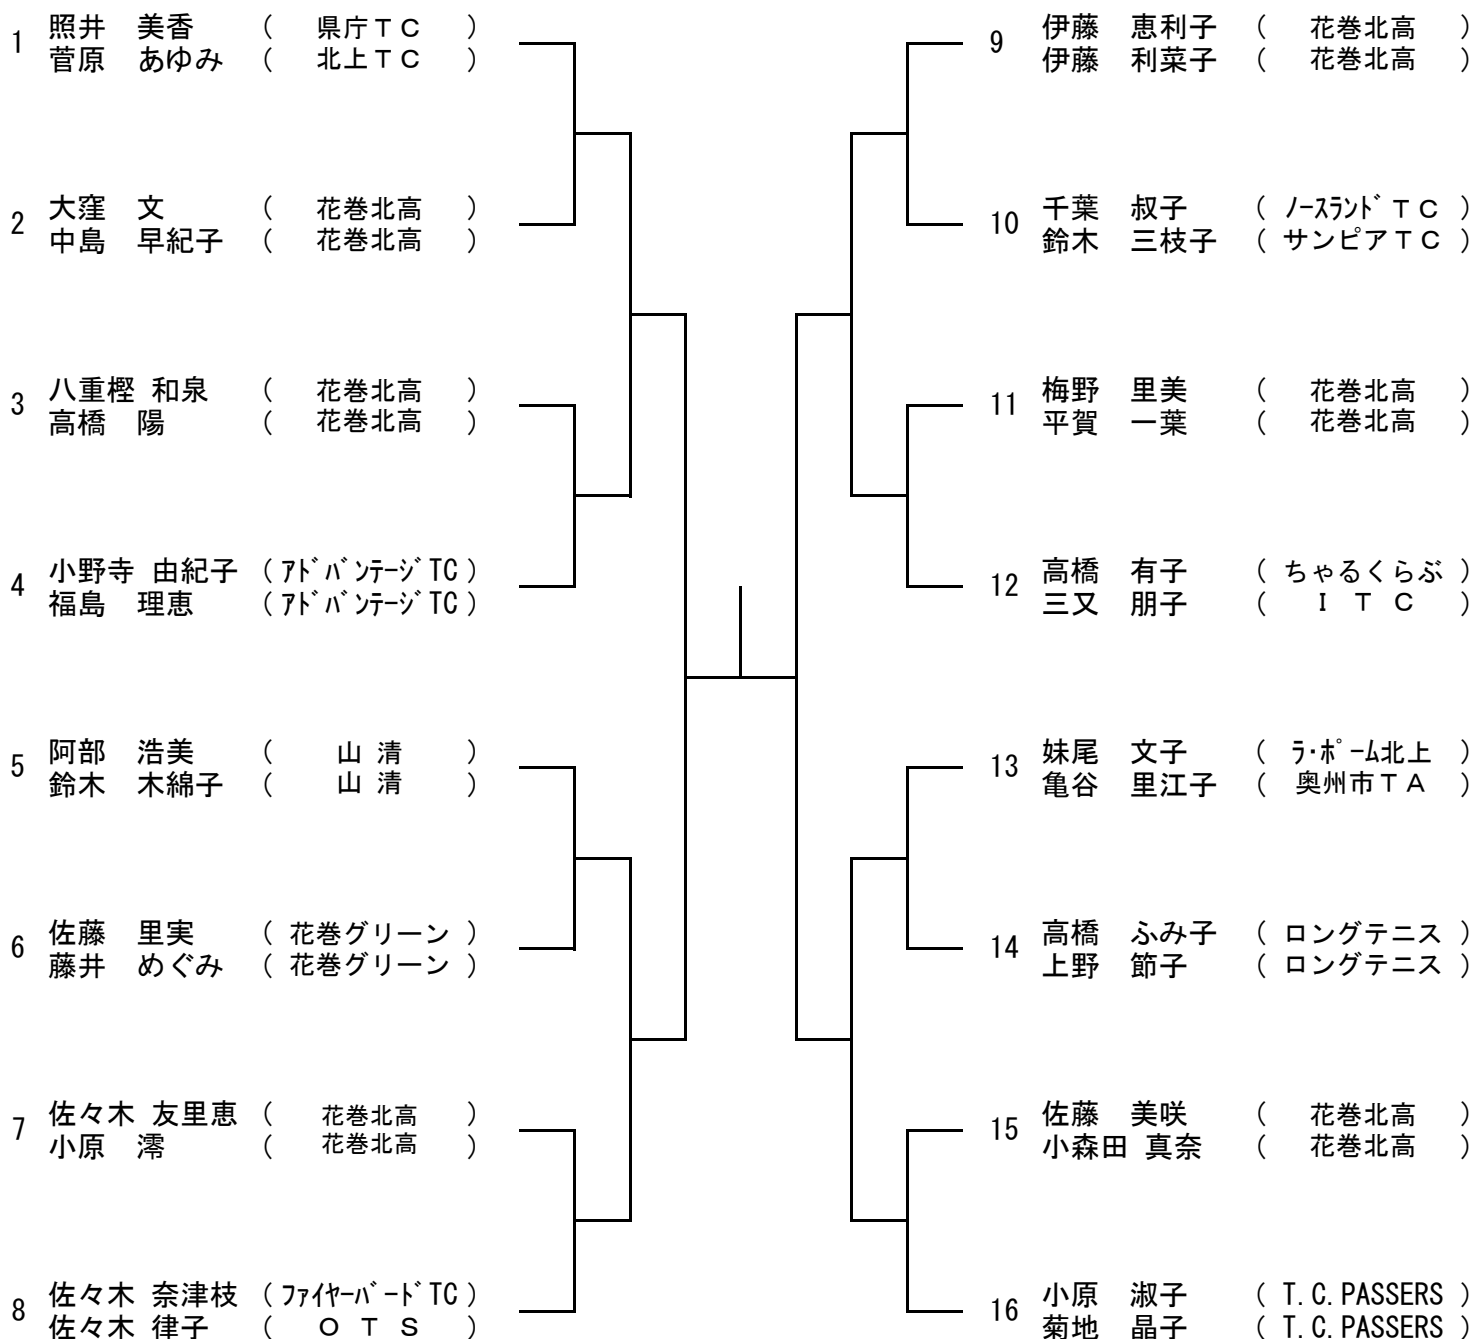 1 照井 美香 ( 県庁ＴＣ )
菅原 あゆみ ( 北上ＴＣ )
2 大窪 文 ( 花巻北高 )
中島 早紀子 ( 花巻北高 )
3 八重樫 和泉 ( 花巻北高 )
高橋 陽 ( 花巻北高 )
4 小野寺 由紀子 ( ｱﾄﾞﾊﾞﾝﾃｰｼﾞTC )
福島 理恵 ( ｱﾄﾞﾊﾞﾝﾃｰｼﾞTC )
5 阿部 浩美 ( 山 清 )
鈴木 木綿子 ( 山 清 )
6 佐藤 里実 ( 花巻グリーン )
藤井 めぐみ ( 花巻グリーン )
7 佐々木 友里恵 ( 花巻北高 )
小原 澪 ( 花巻北高 )
8 佐々木 奈津枝 ( ﾌｧｲﾔｰﾊﾞｰﾄﾞTC )
佐々木 律子 ( Ｏ Ｔ Ｓ )
9 伊藤 恵利子 ( 花巻北高 )
伊藤 利菜子 ( 花巻北高 )
10 千葉 叔子 ( ﾉｰｽﾗﾝﾄﾞＴＣ )
鈴木 三枝子 ( サンピアＴＣ )
11 梅野 里美 ( 花巻北高 )
平賀 一葉 ( 花巻北高 )
12 高橋 有子 ( ちゃるくらぶ )
三又 朋子 ( Ｉ Ｔ Ｃ )
13 妹尾 文子 ( ﾗ･ﾎﾟｰﾑ北上 )
亀谷 里江子 ( 奥州市ＴＡ )
14 高橋 ふみ子 ( ロングテニス )
上野 節子 ( ロングテニス )
15 佐藤 美咲 ( 花巻北高 )
小森田 真奈 ( 花巻北高 )
16 小原 淑子 ( T.C.PASSERS )
菊地 晶子 ( T.C.PASSERS )